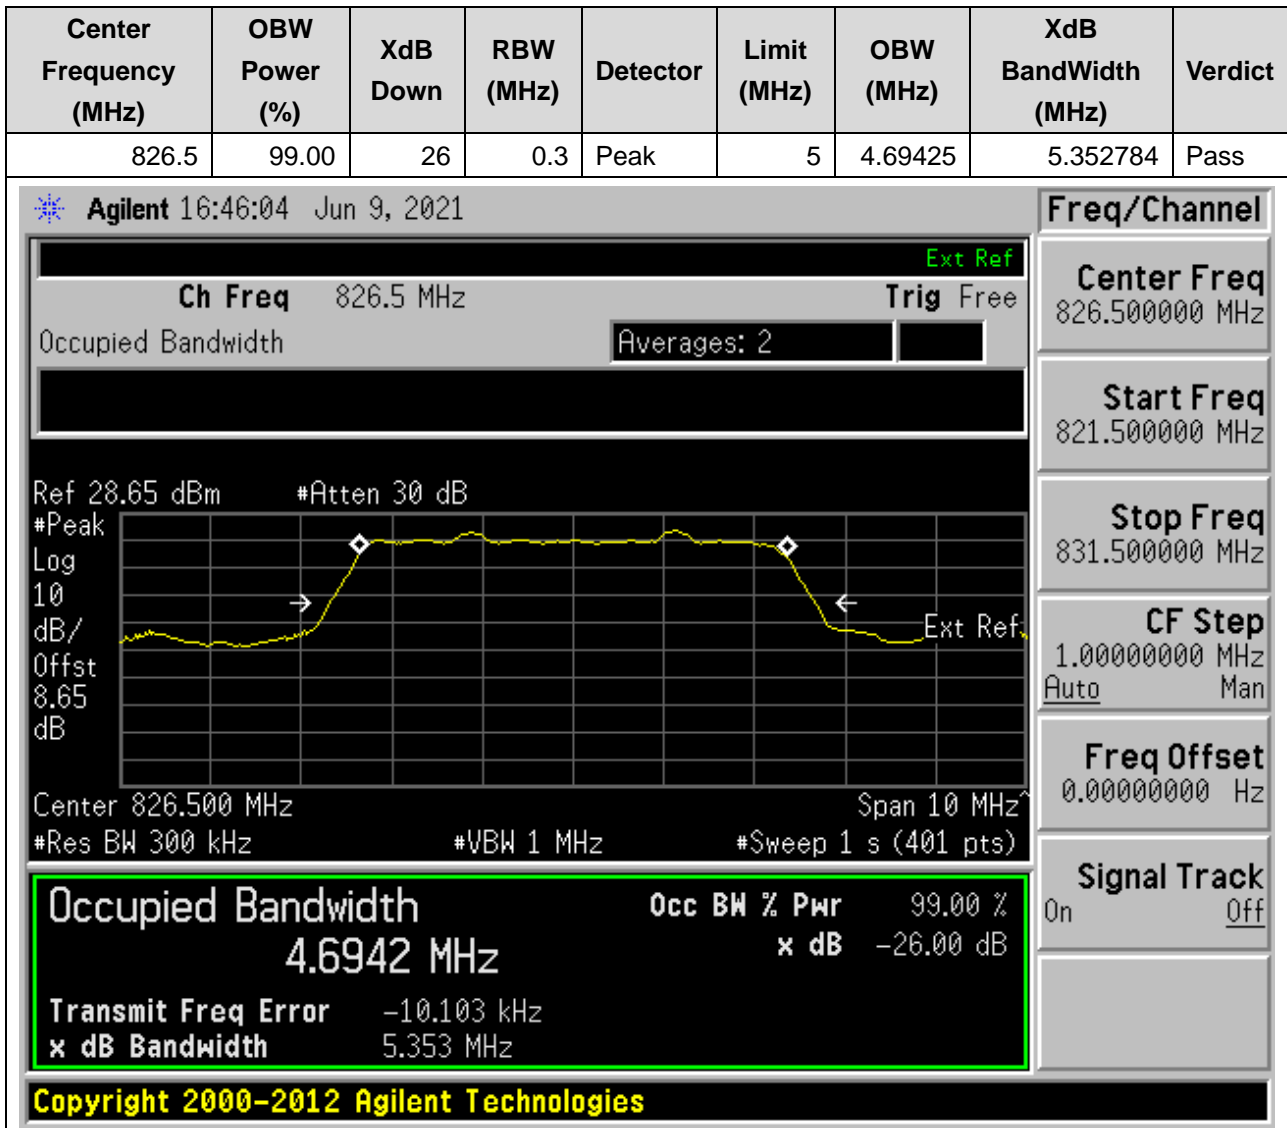 Center Frequency (MHz) OBW Power (%) XdB Down RBW (MHz) Detector Limit (MHz) OBW (MHz) XdB BandWidth (MHz) Verdict
826.5 99.00 26 0.3 Peak 5 4.69425 5.352784 Pass
Agilent 16:46:04 Jun 9, 2021
Freq/Channel
Ext Ref
Ch Freq 826.5 MHz Trig Free
Occupied Bandwidth Averages: 2
Center Freq
826.500000 MHz
Start Freq
821.500000 MHz
Stop Freq
831.500000 MHz
CF Step
1.00000000 MHz
Auto Man
Freq Offset
0.00000000 Hz
Signal Track
On Off
Ref 28.65 dBm #Atten 30 dB
#Peak
Log
10
dB/
Offst
8.65
dB
Ext Ref
Center 826.500 MHz Span 10 MHz^
#Res BW 300 kHz #VBW 1 MHz #Sweep 1 s (401 pts)
Occupied Bandwidth Occ BW % Pwr 99.00 %
4.6942 MHz x dB -26.00 dB
Transmit Freq Error -10.103 kHz
x dB Bandwidth 5.353 MHz
Copyright 2000-2012 Agilent Technologies